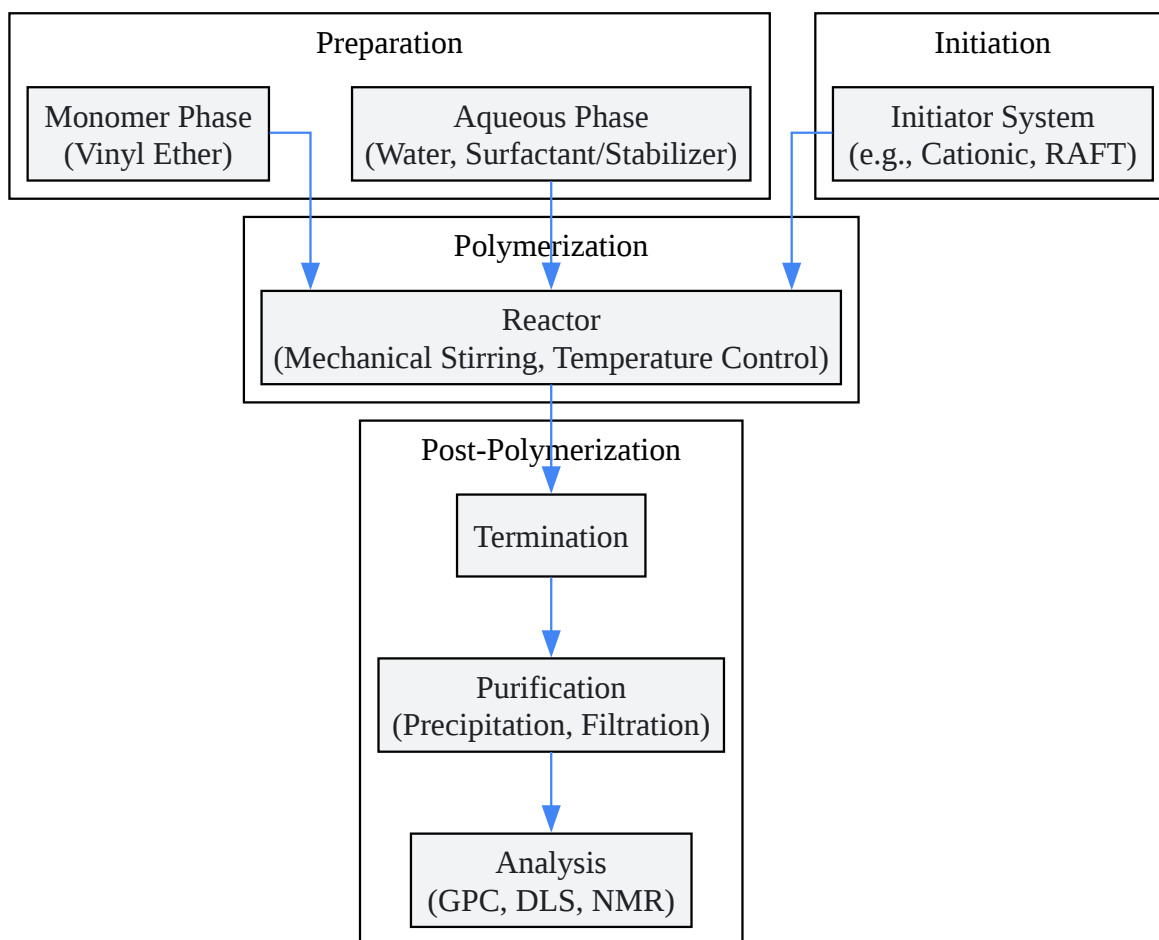 Preparation
Initiation
Monomer Phase
(Vinyl Ether)
Aqueous Phase
(Water, Surfactant/Stabilizer)
Initiator System
(e.g., Cationic, RAFT)
Polymerization
Reactor
(Mechanical Stirring, Temperature Control)
Post-Polymerization
Termination
Purification
(Precipitation, Filtration)
Analysis
(GPC, DLS, NMR)